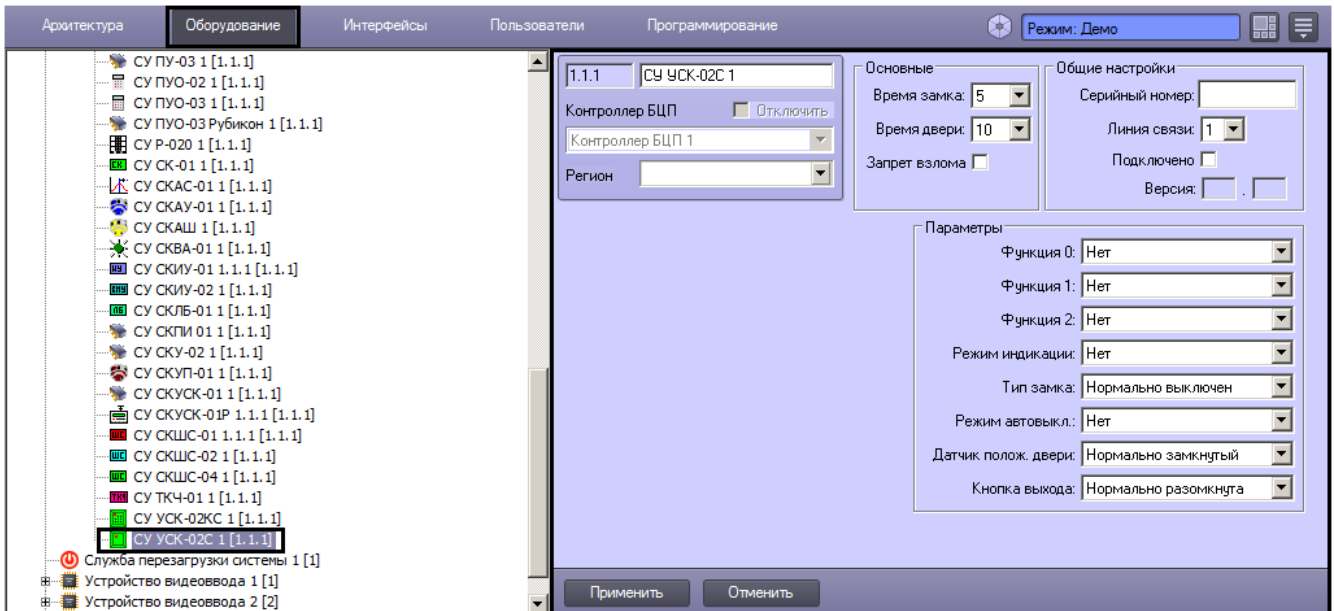 Архитектура Оборудование Интерфейсы Пользователи Программирование Режим: Демо
СУ ПУ-03 1 [1.1.1]
СУ ПУО-02 1 [1.1.1]
СУ ПУО-03 1 [1.1.1]
СУ ПУО-03 Рубикон 1 [1.1.1]
СУ Р-020 1 [1.1.1]
СК СУ СК-01 1 [1.1.1]
СУ СКАС-01 1 [1.1.1]
СУ СКАУ-01 1 [1.1.1]
СУ СКАШ 1 [1.1.1]
СУ СКВА-01 1 [1.1.1]
ИУ СУ СКИУ-01 1.1.1 [1.1.1]
СУ СКИУ-02 1 [1.1.1]
ЛБ СУ СКЛБ-01 1 [1.1.1]
СУ СКПИ 01 1 [1.1.1]
СУ СКУ-02 1 [1.1.1]
СУ СКУП-01 1 [1.1.1]
СУ СКУСК-01 1 [1.1.1]
СУ СКУСК-01Р 1.1.1 [1.1.1]
ШС СУ СКШС-01 1.1.1 [1.1.1]
ШС СУ СКШС-02 1 [1.1.1]
ШС СУ СКШС-04 1 [1.1.1]
СУ ТКЧ-01 1 [1.1.1]
СУ УСК-02КС 1 [1.1.1]
СУ УСК-02С 1 [1.1.1]
Служба перезагрузки системы 1 [1]
Устройство видеоввода 1 [1]
Устройство видеоввода 2 [2]
1.1.1 СУ УСК-02С 1
Контроллер БЦП Отключить
Контроллер БЦП 1
Регион
Основные
Время замка: 5
Время двери: 10
Запрет взлома
Общие настройки
Серийный номер:
Линия связи: 1
Подключено
Версия: .
Параметры
Функция 0: Нет
Функция 1: Нет
Функция 2: Нет
Режим индикации: Нет
Тип замка: Нормально выключен
Режим автовыкл.: Нет
Датчик полож. двери: Нормально замкнутый
Кнопка выхода: Нормально разомкнута
Применить Отменить